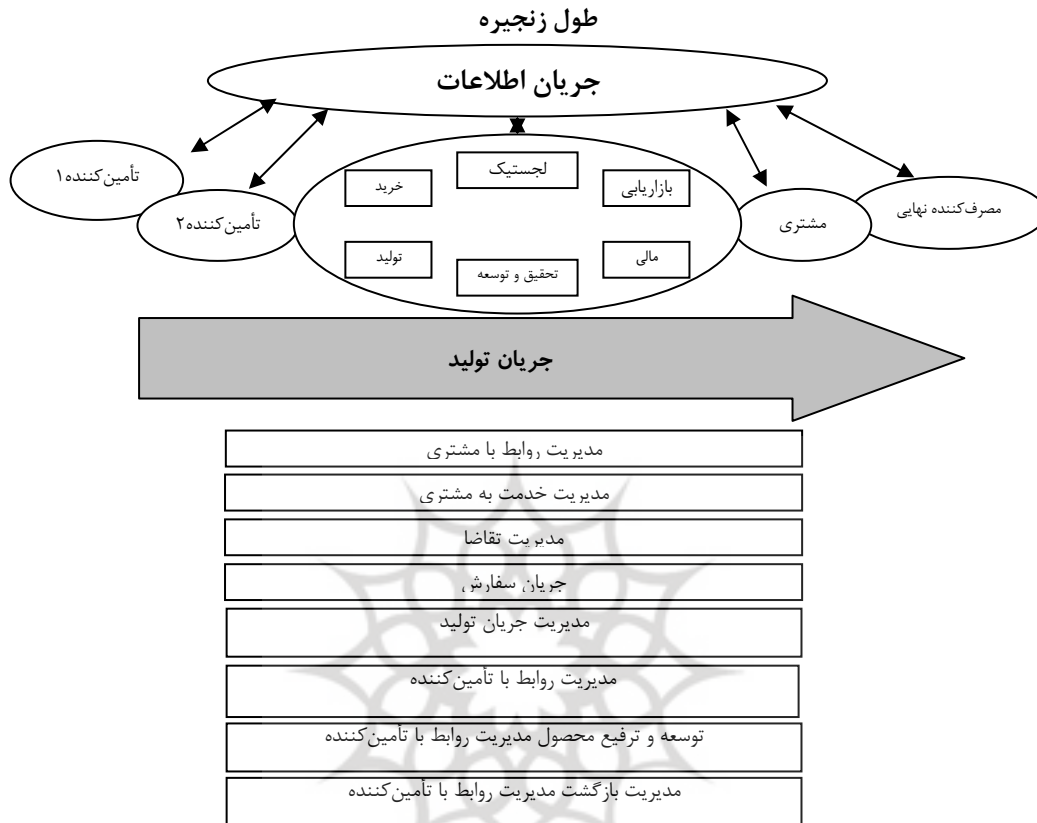 طول زنجیره
جریان اطلاعات
تأمین‌کننده۱
تأمین‌کننده۲
خرید
لجستیک
بازاریابی
تولید
تحقیق و توسعه
مالی
مشتری
مصرف‌کننده نهایی
جریان تولید
مدیریت روابط با مشتری
مدیریت خدمت به مشتری
مدیریت تقاضا
جریان سفارش
مدیریت جریان تولید
مدیریت روابط با تأمین‌کننده
توسعه و ترفیع محصول مدیریت روابط با تأمین‌کننده
مدیریت بازگشت مدیریت روابط با تأمین‌کننده